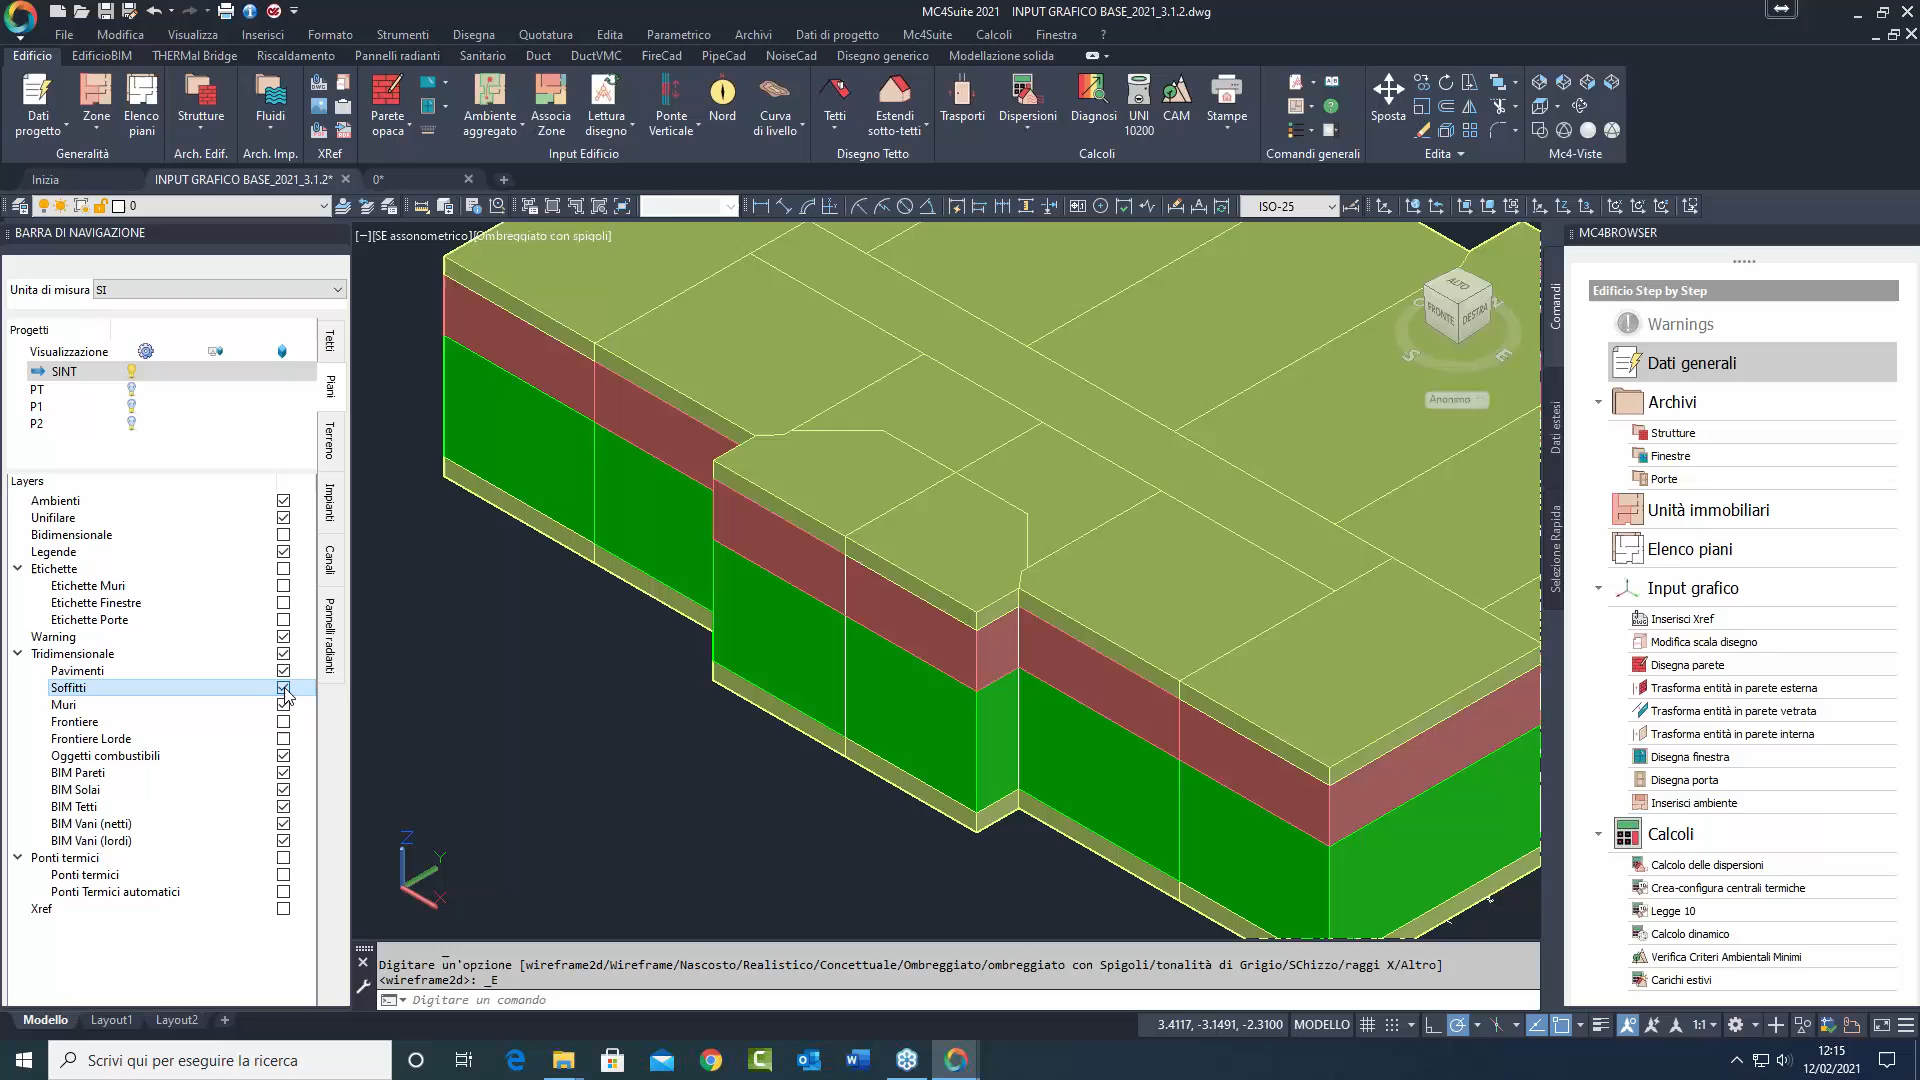 MC4Suite 2021 INPUT GRAFICO BASE_2021_3.1.2.dwg
File Modifica Visualizza Inserisci Formato Strumenti Disegna Quotatura Edita Parametrico Archivi Dati di progetto MC4Suite Calcoli Finestra ?
Edificio EdificioBIM THERMal Bridge Riscaldamento Pannelli radianti Sanitario Duct DuctVMC FireCad PipeCad NoiseCad Disegno generico Modellazione solida
Dati progetto
Zone
Elenco piani
Strutture
Fluidi
Parete opaca
Ambiente aggregato
Associa Zone
Lettura disegno
Ponte Verticale
Nord
Curva di livello
Tetti
Estendi sotto-tetti
Trasporti
Dispersioni
Diagnosi
UNI 10200
CAM
Stampe
Sposta
Generalità Arch. Edif. Arch. Imp. XRef Input Edificio Disegno Tetto Calcoli Comandi generali Edita Mc4-Viste
Inizia INPUT GRAFICO BASE_2021_3.1.2* 0*
0 ISO-25
BARRA DI NAVIGAZIONE
[−][SE assonometrico][Ombreggiato con spigoli]
MC4BROWSER
Unita di misura SI
Progetti
Visualizzazione
SINT
PT
P1
P2
Tetti
Piani
Terreno
Impianti
Canali
Pannelli radianti
Layers
Ambienti
Unifilare
Bidimensionale
Legende
Etichette
Etichette Muri
Etichette Finestre
Etichette Porte
Warning
Tridimensionale
Pavimenti
Soffitti
Muri
Frontiere
Frontiere Lorde
Oggetti combustibili
BIM Pareti
BIM Solai
BIM Tetti
BIM Vani (netti)
BIM Vani (lordi)
Ponti termici
Ponti termici
Ponti Termici automatici
Xref
ALTO
FRONTE
DESTRA
S
E
N
O
Anonimo
Z
Y
X
Comandi
Dati estesi
Selezione Rapida
Edificio Step by Step
Warnings
Dati generali
Archivi
Strutture
Finestre
Porte
Unità immobiliari
Elenco piani
Input grafico
Inserisci Xref
Modifica scala disegno
Disegna parete
Trasforma entità in parete esterna
Trasforma entità in parete vetrata
Trasforma entità in parete interna
Disegna finestra
Disegna porta
Inserisci ambiente
Calcoli
Calcolo delle dispersioni
Crea-configura centrali termiche
Legge 10
Calcolo dinamico
Verifica Criteri Ambientali Minimi
Carichi estivi
Digitare un'opzione [wireframe2d/Wireframe/Nascosto/Realistico/Concettuale/Ombreggiato/ombreggiato con Spigoli/tonalità di Grigio/SChizzo/raggi X/Altro]
<wireframe2d>: _E
Digitare un comando
Modello Layout1 Layout2 +
3.4117, -3.1491, -2.3100 MODELLO 1:1
Scrivi qui per eseguire la ricerca
12:15
12/02/2021